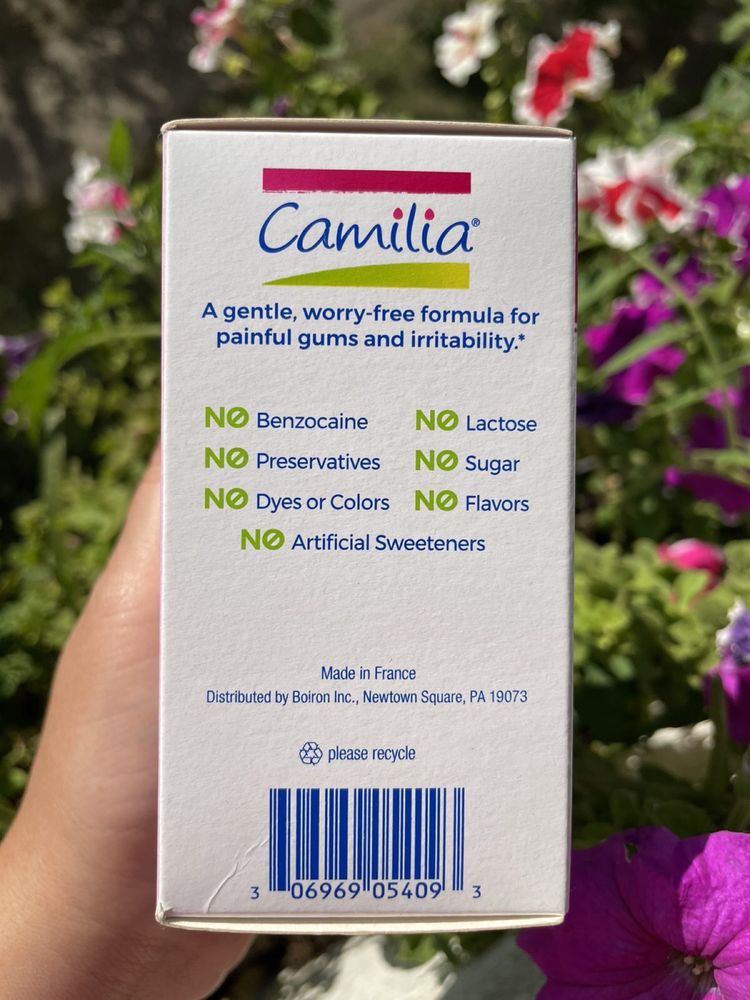 Camilia®
A gentle, worry-free formula for
painful gums and irritability.*
NO Benzocaine NO Lactose
NO Preservatives NO Sugar
NO Dyes or Colors NO Flavors
NO Artificial Sweeteners
Made in France
Distributed by Boiron Inc., Newtown Square, PA 19073
please recycle
3 06969 05409 3